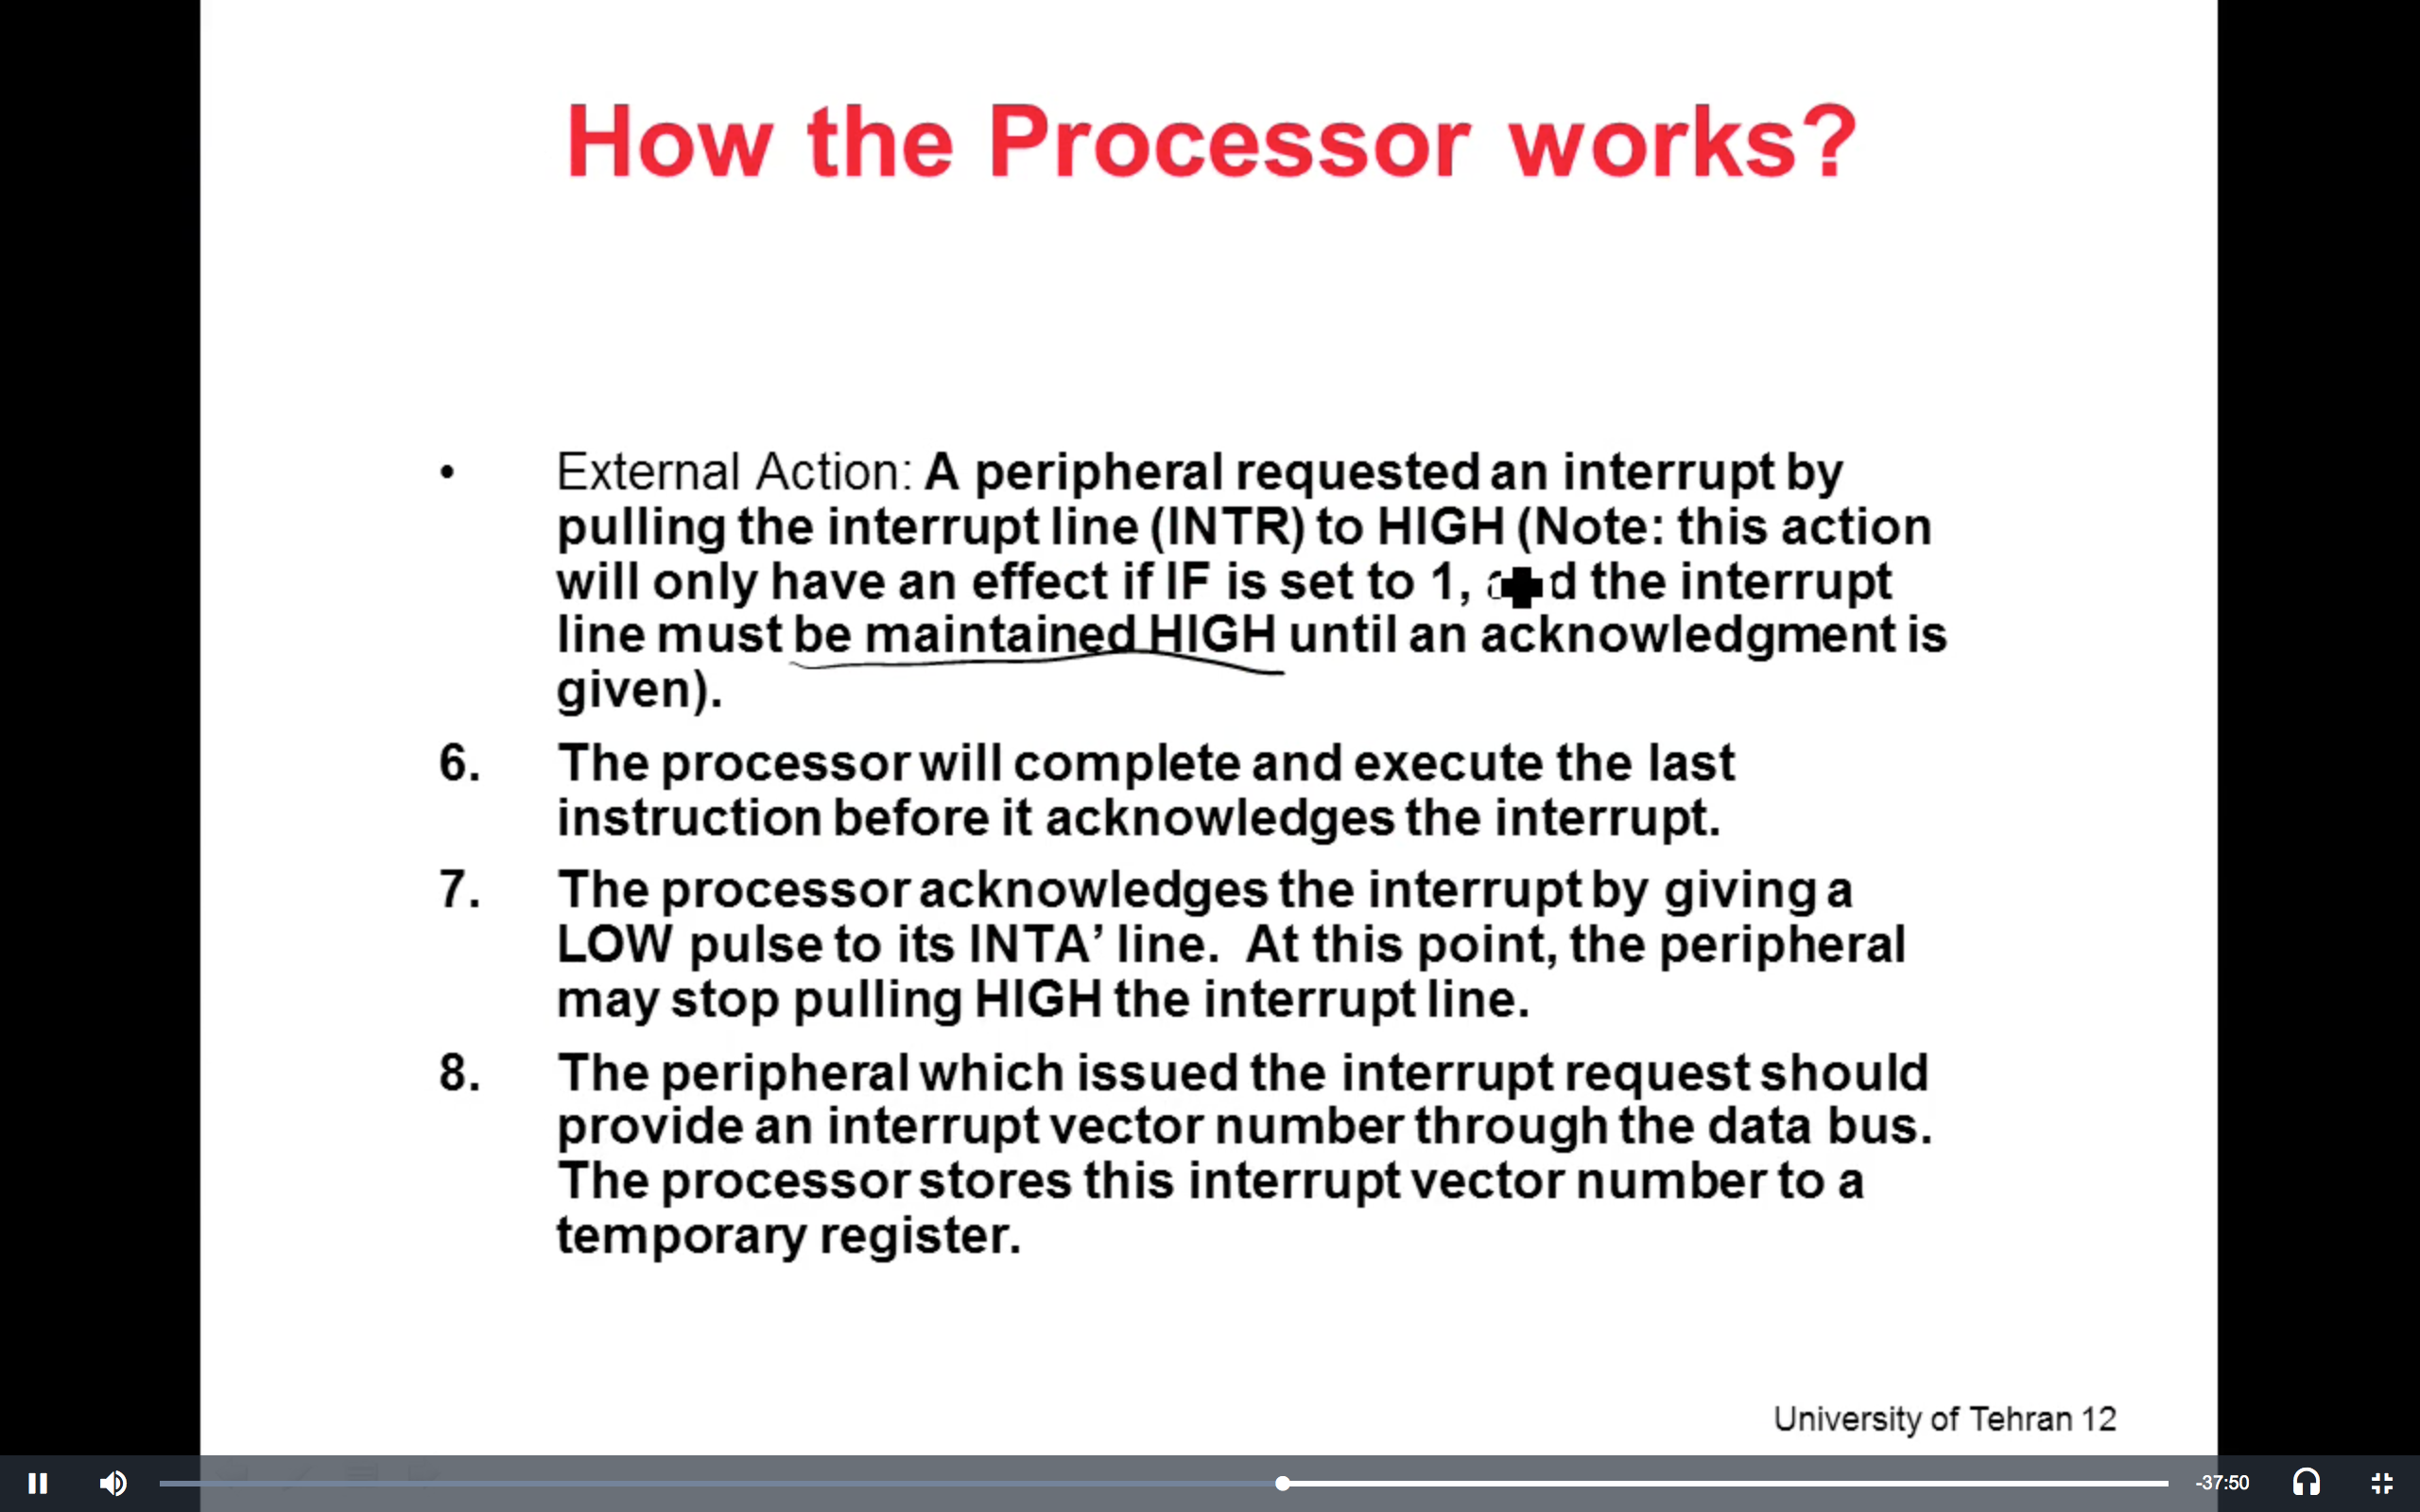 How the Processor works?
• External Action: A peripheral requested an interrupt by
pulling the interrupt line (INTR) to HIGH (Note: this action
will only have an effect if IF is set to 1, the interrupt
line must be maintained HIGH until an acknowledgment is
given).
6. The processor will complete and execute the last
instruction before it acknowledges the interrupt.
7. The processor acknowledges the interrupt by giving a
LOW pulse to its INTA’ line. At this point, the peripheral
may stop pulling HIGH the interrupt line.
8. The peripheral which issued the interrupt request should
provide an interrupt vector number through the data bus.
The processor stores this interrupt vector number to a
temporary register.
University of Tehran 12
-37:50